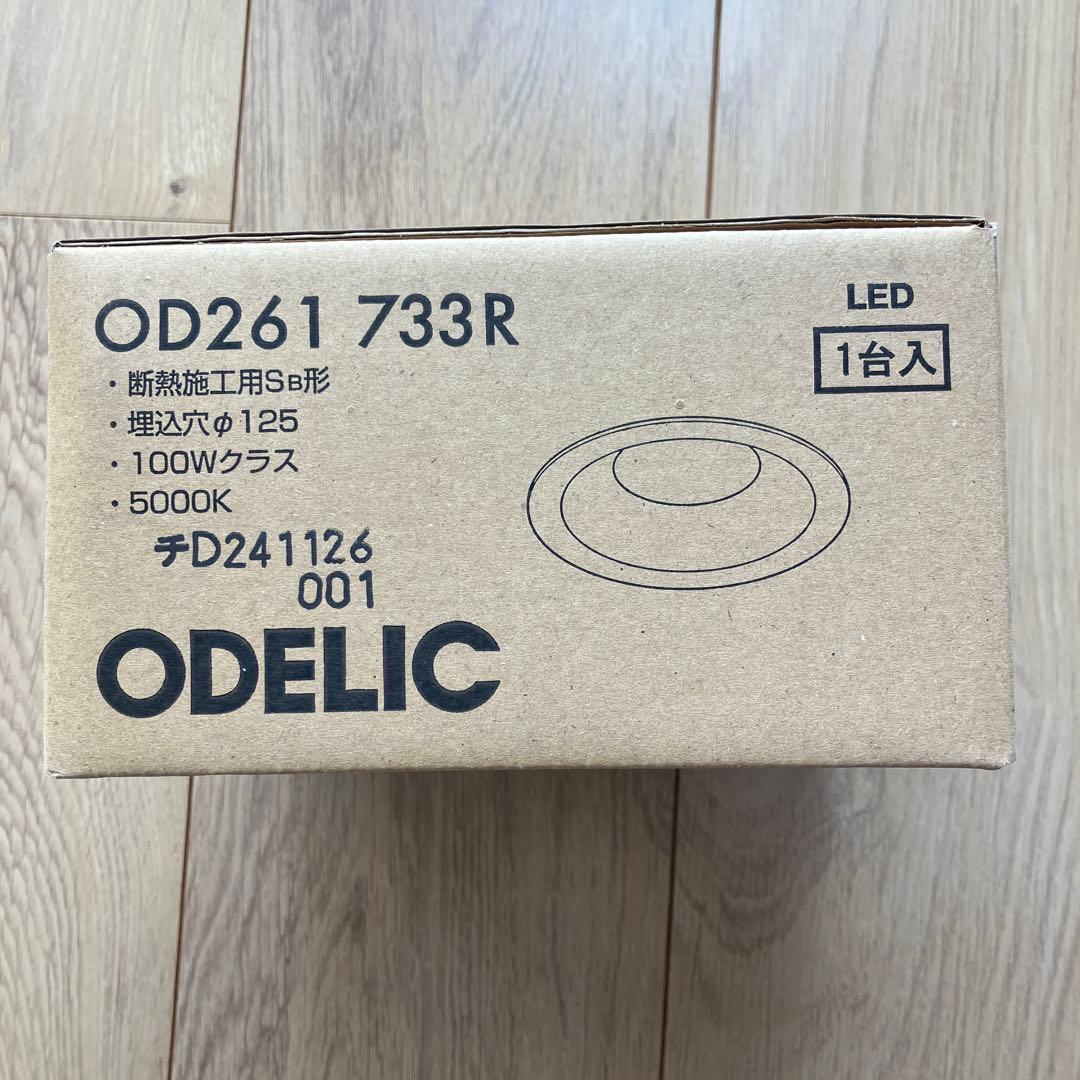 OD261 733R
・断熱施工用SB形
・埋込穴φ125
・100Wクラス
・5000K
チD241126
001
ODELIC
LED
1台入